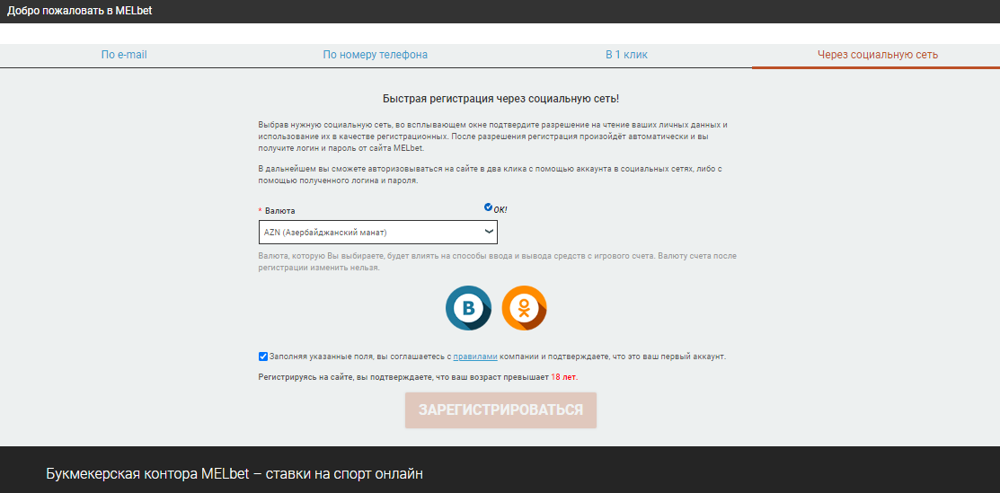 Добро пожаловать в MELbet
По e-mail
По номеру телефона
В 1 клик
Через социальную сеть
Быстрая регистрация через социальную сеть!
Выбрав нужную социальную сеть, во всплывающем окне подтвердите разрешение на чтение ваших личных данных и
использование их в качестве регистрационных. После разрешения регистрация произойдёт автоматически и вы
получите логин и пароль от сайта MELbet.
В дальнейшем вы сможете авторизовываться на сайте в два клика с помощью аккаунта в социальных сетях, либо с
помощью полученного логина и пароля.
* Валюта
OK!
AZN (Азербайджанский манат)
Валюта, которую Вы выбираете, будет влиять на способы ввода и вывода средств с игрового счета. Валюту счета после
регистрации изменить нельзя.
В
Заполняя указанные поля, вы соглашаетесь с правилами компании и подтверждаете, что это ваш первый аккаунт.
Регистрируясь на сайте, вы подтверждаете, что ваш возраст превышает 18 лет.
ЗАРЕГИСТРИРОВАТЬСЯ
Букмекерская контора MELbet – ставки на спорт онлайн